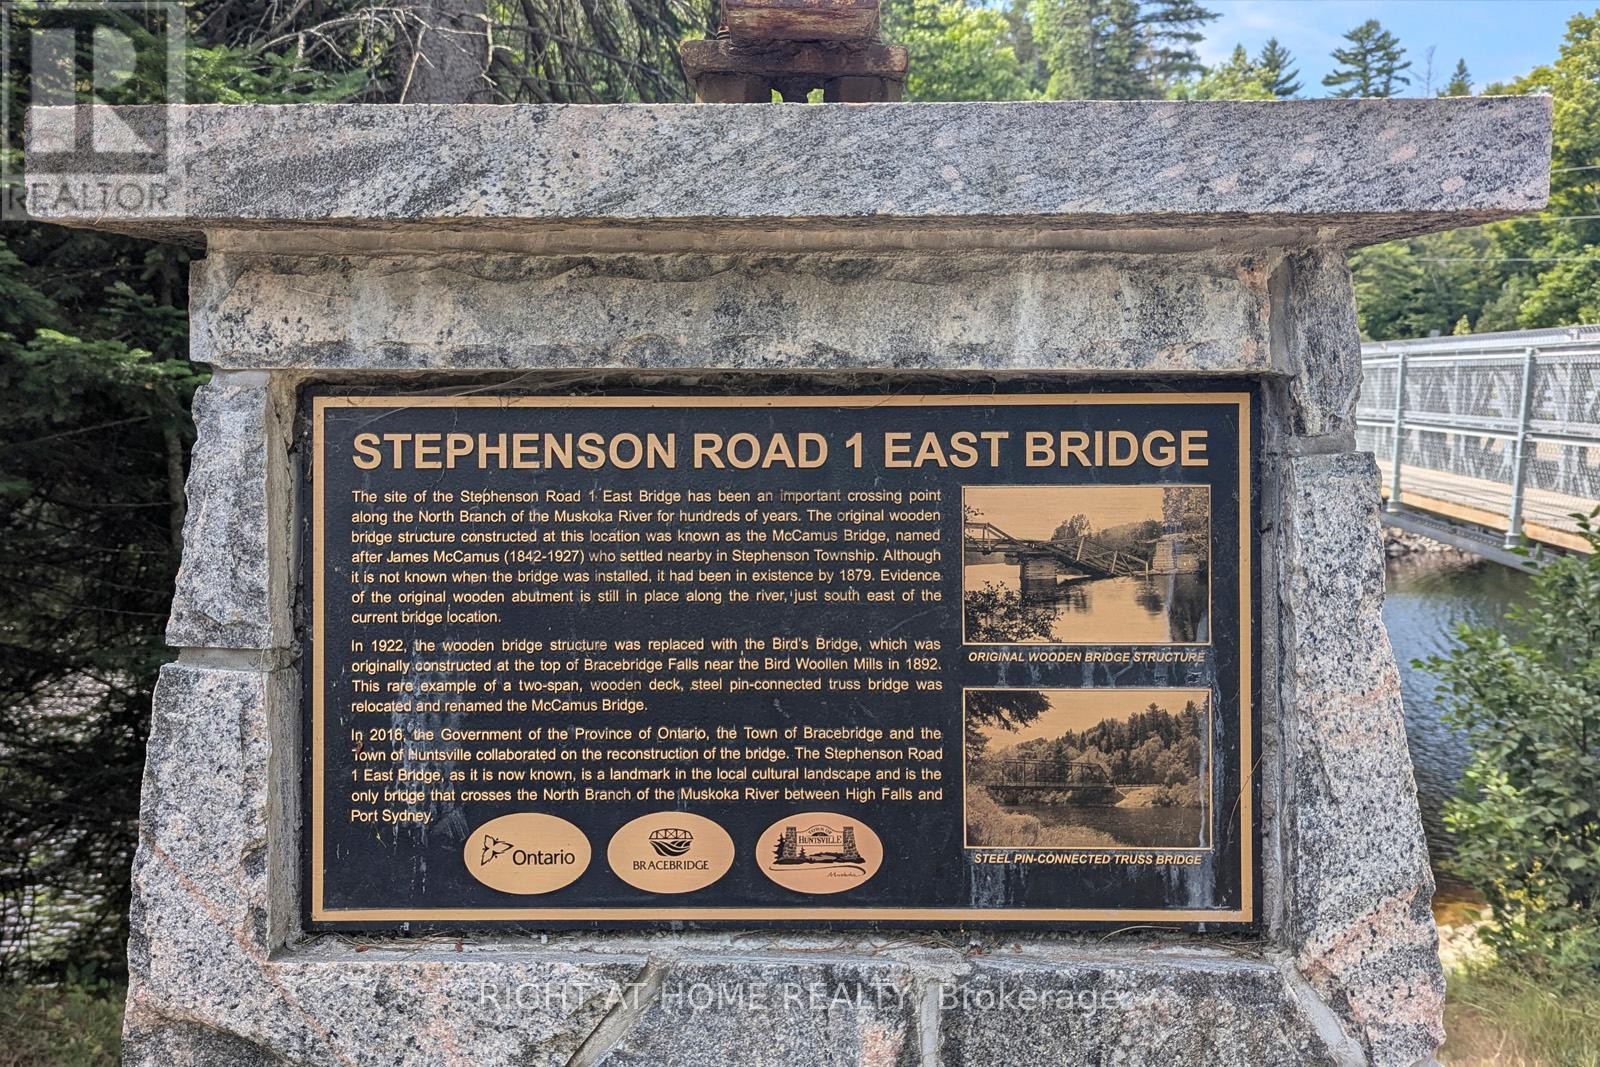 R
REALTOR
STEPHENSON ROAD 1 EAST BRIDGE
The site of the Stephenson Road 1 East Bridge has been an important crossing point
along the North Branch of the Muskoka River for hundreds of years. The original wooden
bridge structure constructed at this location was known as the McCamus Bridge, named
after James McCamus (1842-1927) who settled nearby in Stephenson Township. Although
it is not known when the bridge was installed, it had been in existence by 1879. Evidence
of the original wooden abutment is still in place along the river, just south east of the
current bridge location.
In 1922, the wooden bridge structure was replaced with the Bird's Bridge, which was
originally constructed at the top of Bracebridge Falls near the Bird Woollen Mills in 1892.
This rare example of a two-span, wooden deck, steel pin-connected truss bridge was
relocated and renamed the McCamus Bridge.
In 2016, the Government of the Province of Ontario, the Town of Bracebridge and the
Town of Huntsville collaborated on the reconstruction of the bridge. The Stephenson Road
1 East Bridge, as it is now known, is a landmark in the local cultural landscape and is the
only bridge that crosses the North Branch of the Muskoka River between High Falls and
Port Sydney.
ORIGINAL WOODEN BRIDGE STRUCTURE
STEEL PIN-CONNECTED TRUSS BRIDGE
Ontario
BRACEBRIDGE
TOWN OF
HUNTSVILLE
Muskoka
RIGHT AT HOME REALTY, Brokerage